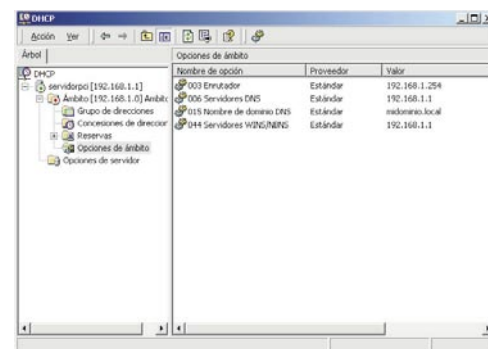 DHCP
Acción Ver
Árbol
Opciones de ámbito
DHCP
servidorpci [192.168.1.1]
Ámbito [192.168.1.0] Ambito
Grupo de direcciones
Concesiones de direccior
Reservas
Opciones de ámbito
Opciones de servidor
Nombre de opción Proveedor Valor
003 Enrutador Estándar 192.168.1.254
006 Servidores DNS Estándar 192.168.1.1
015 Nombre de dominio DNS Estándar midominio.local
044 Servidores WINS/NBNS Estándar 192.168.1.1